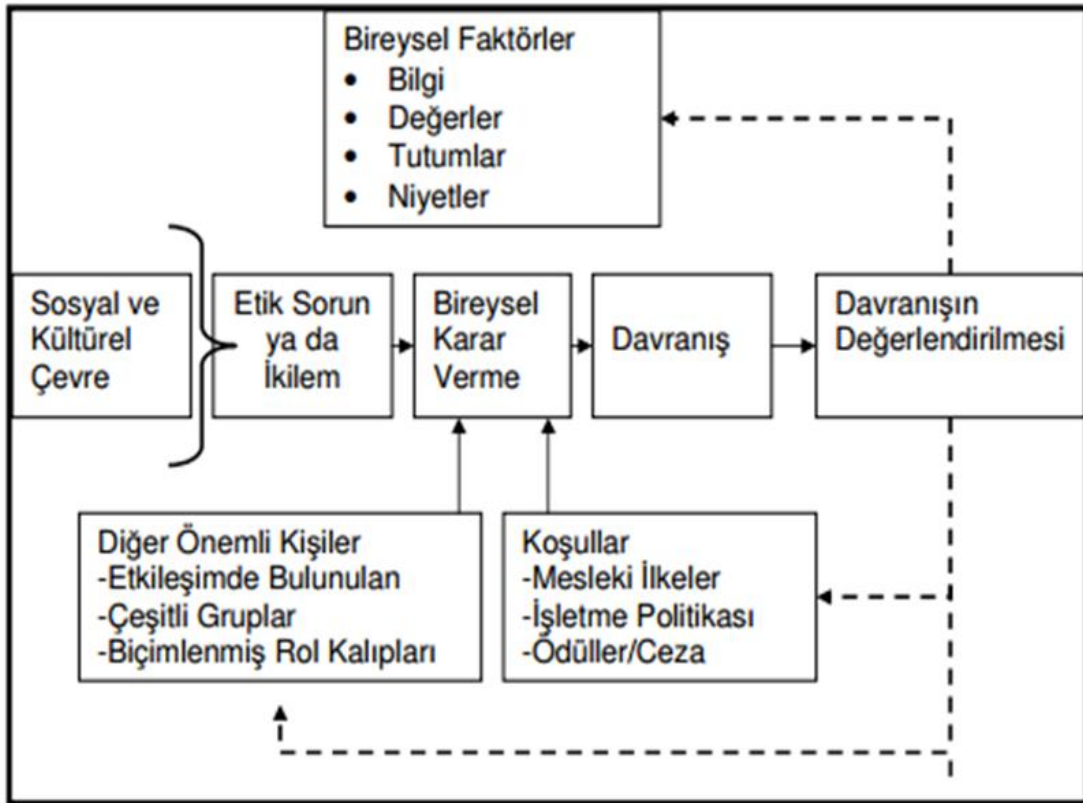 Bireysel Faktörler
• Bilgi
• Değerler
• Tutumlar
• Niyetler
Sosyal ve
Kültürel
Çevre
Etik Sorun
ya da
İkilem
Bireysel
Karar
Verme
Davranış
Davranışın
Değerlendirilmesi
Diğer Önemli Kişiler
-Etkileşimde Bulunulan
-Çeşitli Gruplar
-Biçimlenmiş Rol Kalıpları
Koşullar
-Mesleki İlkeler
-İşletme Politikası
-Ödüller/Ceza